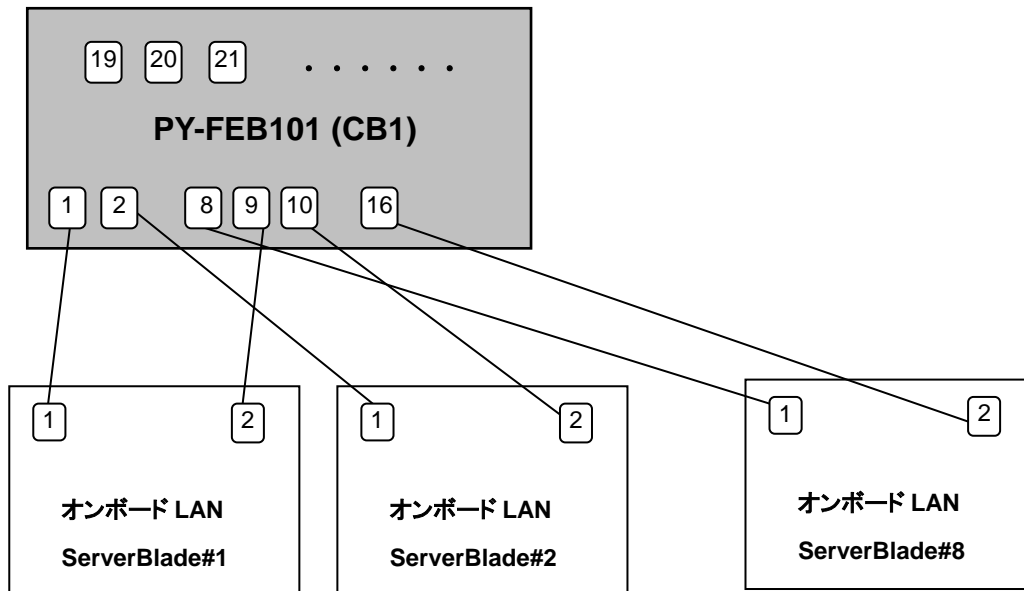 19 20 21 ・・・・・・
PY-FEB101 (CB1)
1 2 8 9 10 16
1 2
オンボード LAN
ServerBlade#1
1 2
オンボード LAN
ServerBlade#2
1 2
オンボード LAN
ServerBlade#8